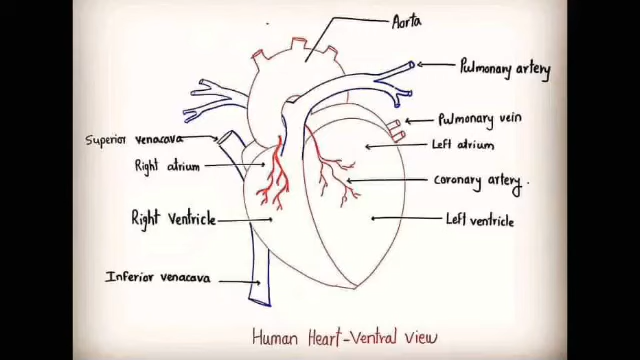 Aorta
Pulmonary artery
Pulmonary vein
Superior venacava
Left atrium
Right atrium
coronary artery.
Right Ventricle
Left ventricle
Inferior venacava
Human Heart-Ventral view